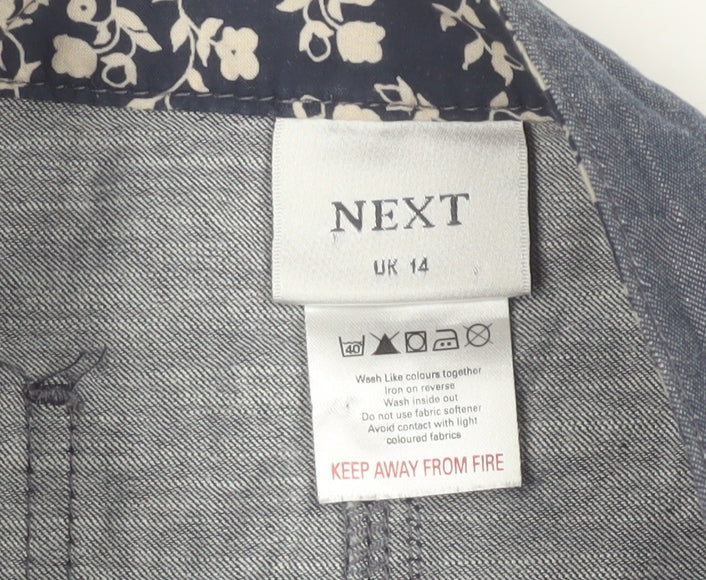 NEXT
UK 14
40
Wash Like colours together
Iron on reverse
Wash inside out
Do not use fabric softener
Avoid contact with light
coloured fabrics
KEEP AWAY FROM FIRE